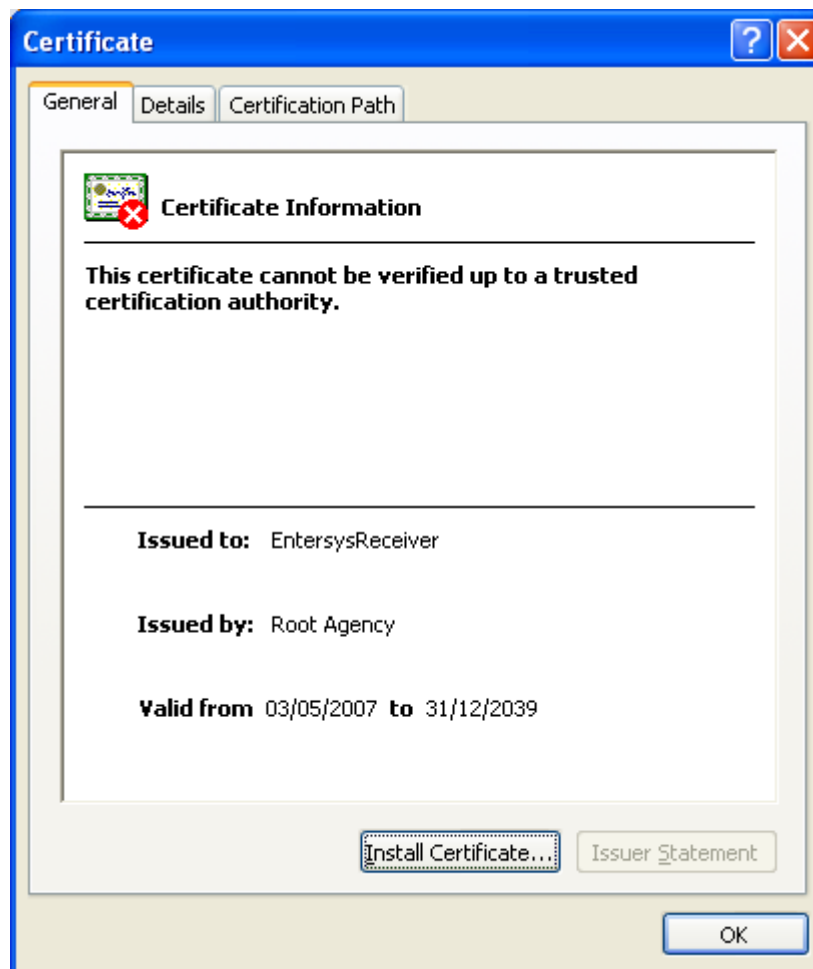 Certificate
General Details Certification Path
Certificate Information
This certificate cannot be verified up to a trusted
certification authority.
Issued to: EntersysReceiver
Issued by: Root Agency
Valid from 03/05/2007 to 31/12/2039
Install Certificate... Issuer Statement
OK